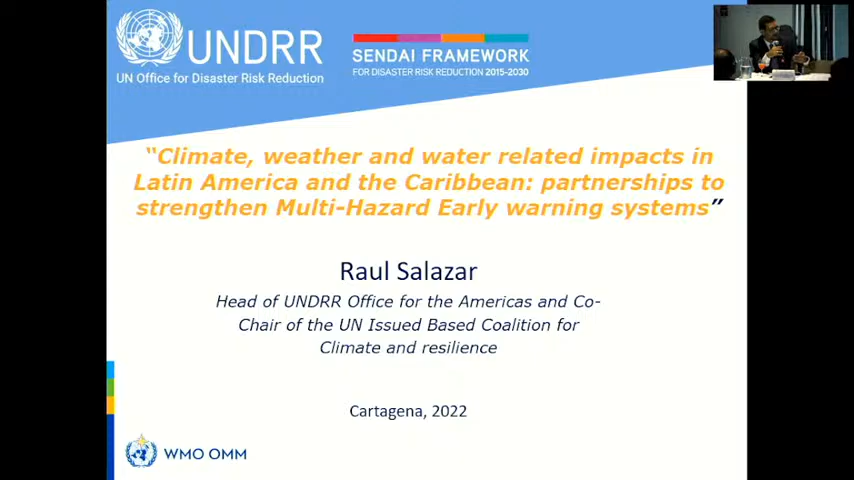 UNDRR
UN Office for Disaster Risk Reduction
SENDAI FRAMEWORK
FOR DISASTER RISK REDUCTION 2015-2030
“Climate, weather and water related impacts in
Latin America and the Caribbean: partnerships to
strengthen Multi-Hazard Early warning systems”
Raul Salazar
Head of UNDRR Office for the Americas and Co-
Chair of the UN Issued Based Coalition for
Climate and resilience
Cartagena, 2022
WMO OMM